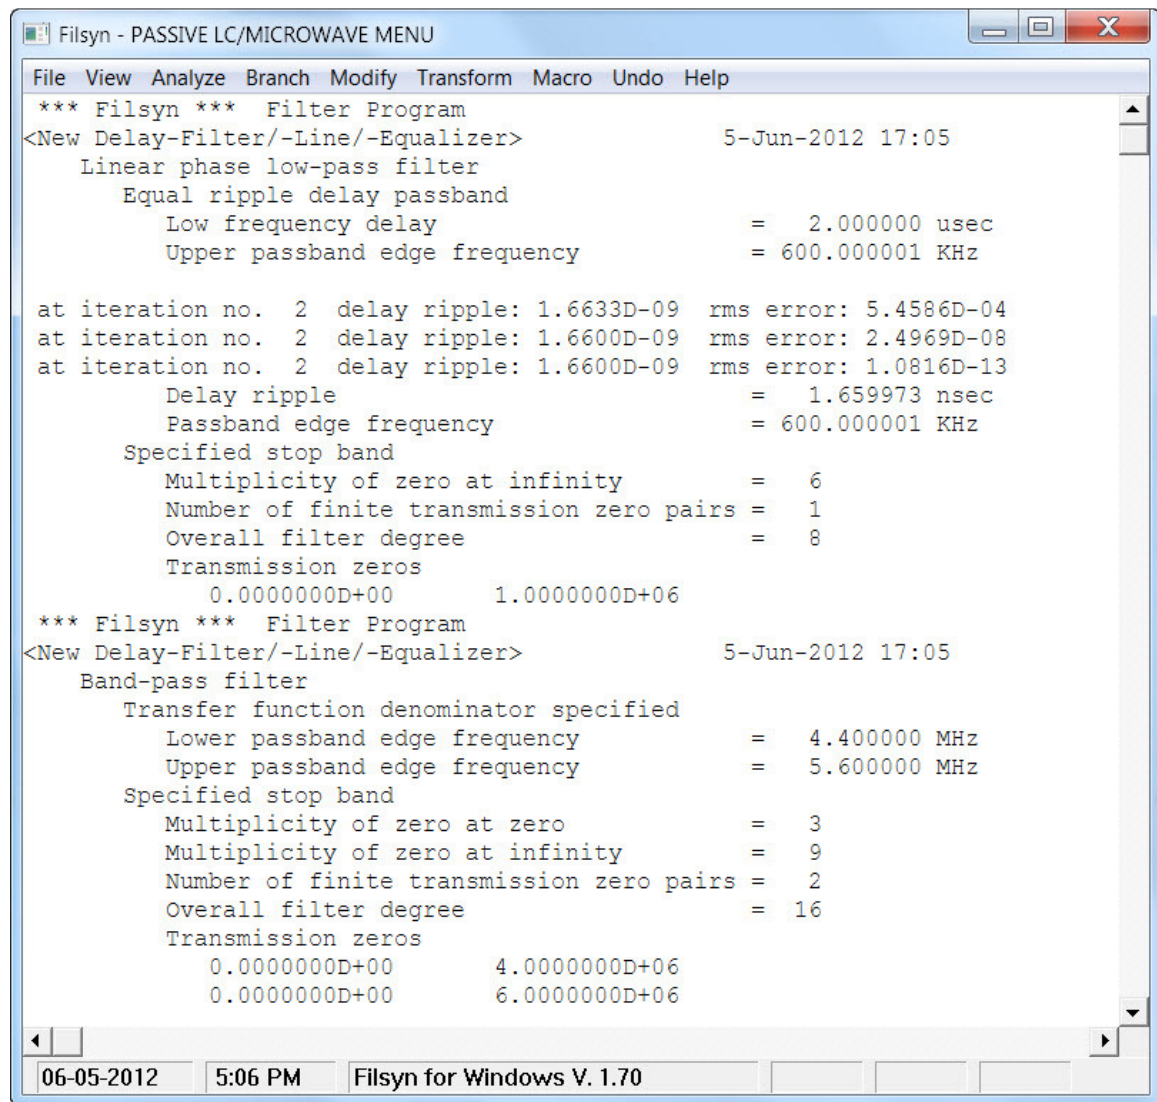 Filsyn - PASSIVE LC/MICROWAVE MENU
File View Analyze Branch Modify Transform Macro Undo Help
*** Filsyn *** Filter Program
<New Delay-Filter/-Line/-Equalizer> 5-Jun-2012 17:05
Linear phase low-pass filter
Equal ripple delay passband
Low frequency delay = 2.000000 usec
Upper passband edge frequency = 600.000001 KHz
at iteration no. 2 delay ripple: 1.6633D-09 rms error: 5.4586D-04
at iteration no. 2 delay ripple: 1.6600D-09 rms error: 2.4969D-08
at iteration no. 2 delay ripple: 1.6600D-09 rms error: 1.0816D-13
Delay ripple = 1.659973 nsec
Passband edge frequency = 600.000001 KHz
Specified stop band
Multiplicity of zero at infinity = 6
Number of finite transmission zero pairs = 1
Overall filter degree = 8
Transmission zeros
0.0000000D+00 1.0000000D+06
*** Filsyn *** Filter Program
<New Delay-Filter/-Line/-Equalizer> 5-Jun-2012 17:05
Band-pass filter
Transfer function denominator specified
Lower passband edge frequency = 4.400000 MHz
Upper passband edge frequency = 5.600000 MHz
Specified stop band
Multiplicity of zero at zero = 3
Multiplicity of zero at infinity = 9
Number of finite transmission zero pairs = 2
Overall filter degree = 16
Transmission zeros
0.0000000D+00 4.0000000D+06
0.0000000D+00 6.0000000D+06
06-05-2012 5:06 PM Filsyn for Windows V. 1.70